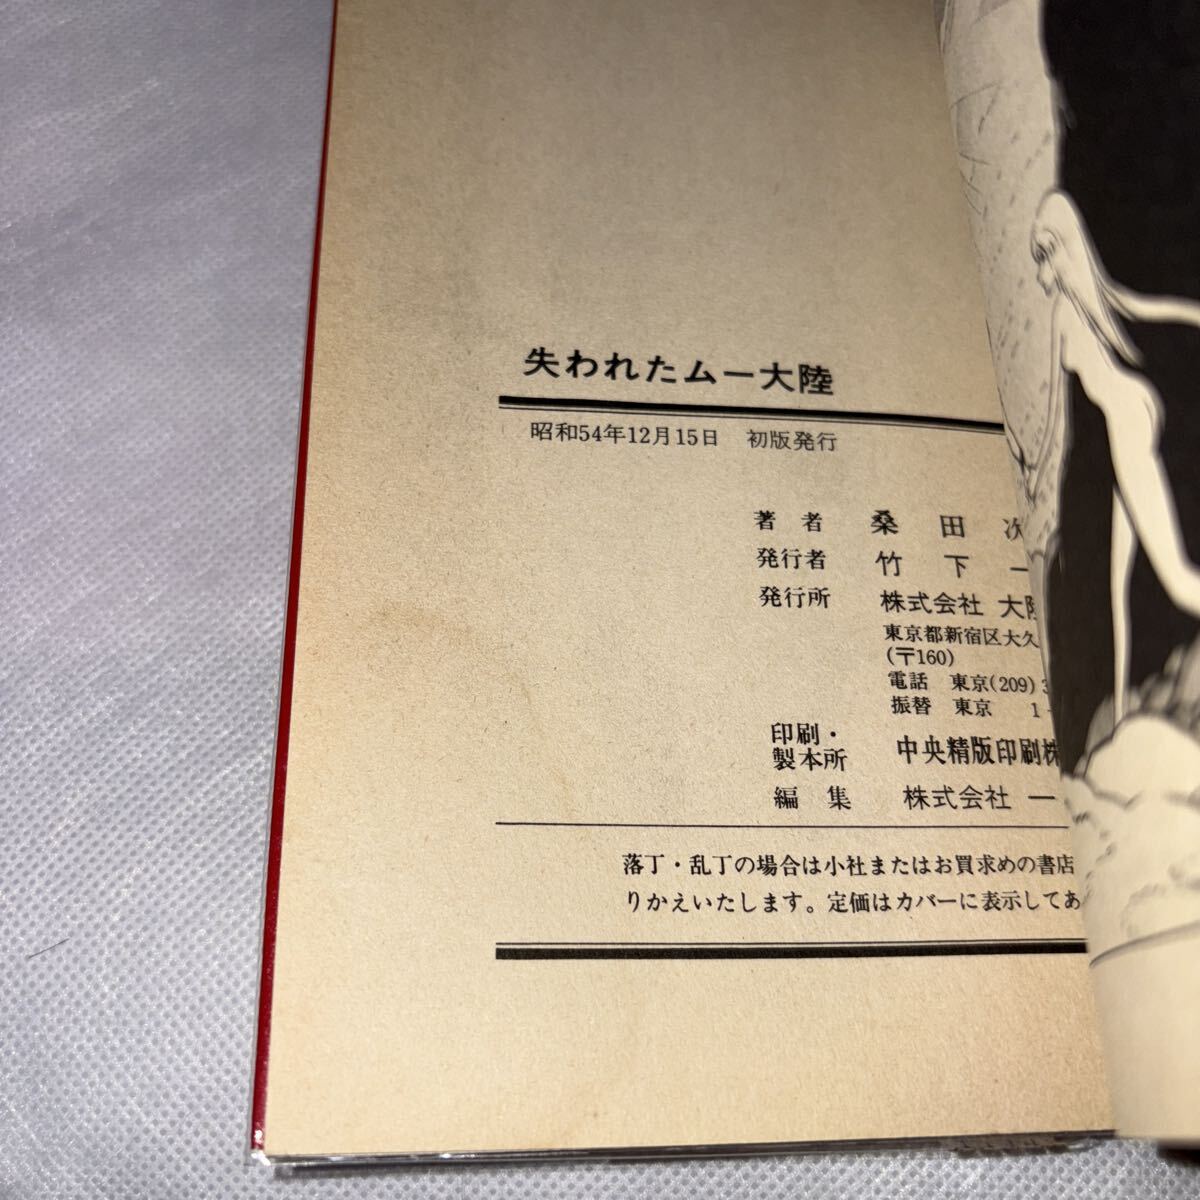 失われたムー大陸
昭和54年12月15日 初版発行
著者 桑田次
発行者 竹下一
発行所 株式会社 大陸
東京都新宿区大久
(〒160)
電話 東京(209)3
振替 東京 1-
印刷・
製本所 中央精版印刷株
編集 株式会社 一
落丁・乱丁の場合は小社またはお買求めの書店
りかえいたします。定価はカバーに表示してあ